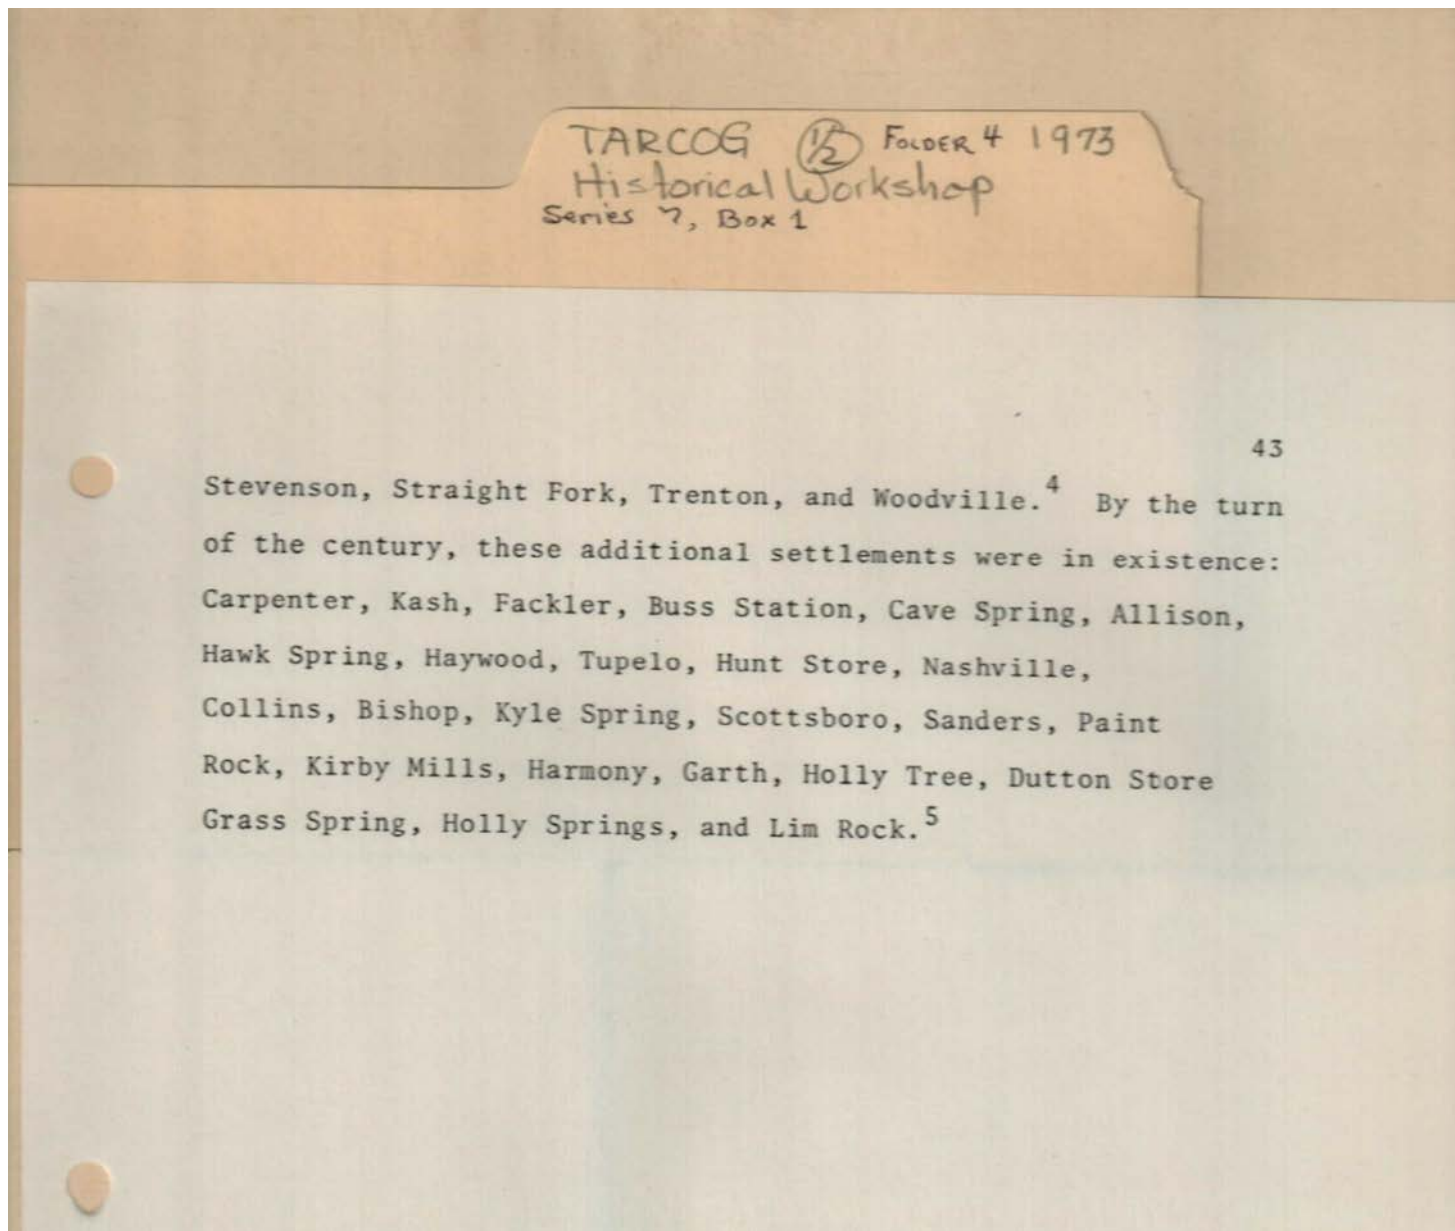 TARCOG 1/2 FOLDER 4 1973
Historical Workshop
Series 7, Box 1
43
Stevenson, Straight Fork, Trenton, and Woodville.4 By the turn
of the century, these additional settlements were in existence:
Carpenter, Kash, Fackler, Buss Station, Cave Spring, Allison,
Hawk Spring, Haywood, Tupelo, Hunt Store, Nashville,
Collins, Bishop, Kyle Spring, Scottsboro, Sanders, Paint
Rock, Kirby Mills, Harmony, Garth, Holly Tree, Dutton Store
Grass Spring, Holly Springs, and Lim Rock.5